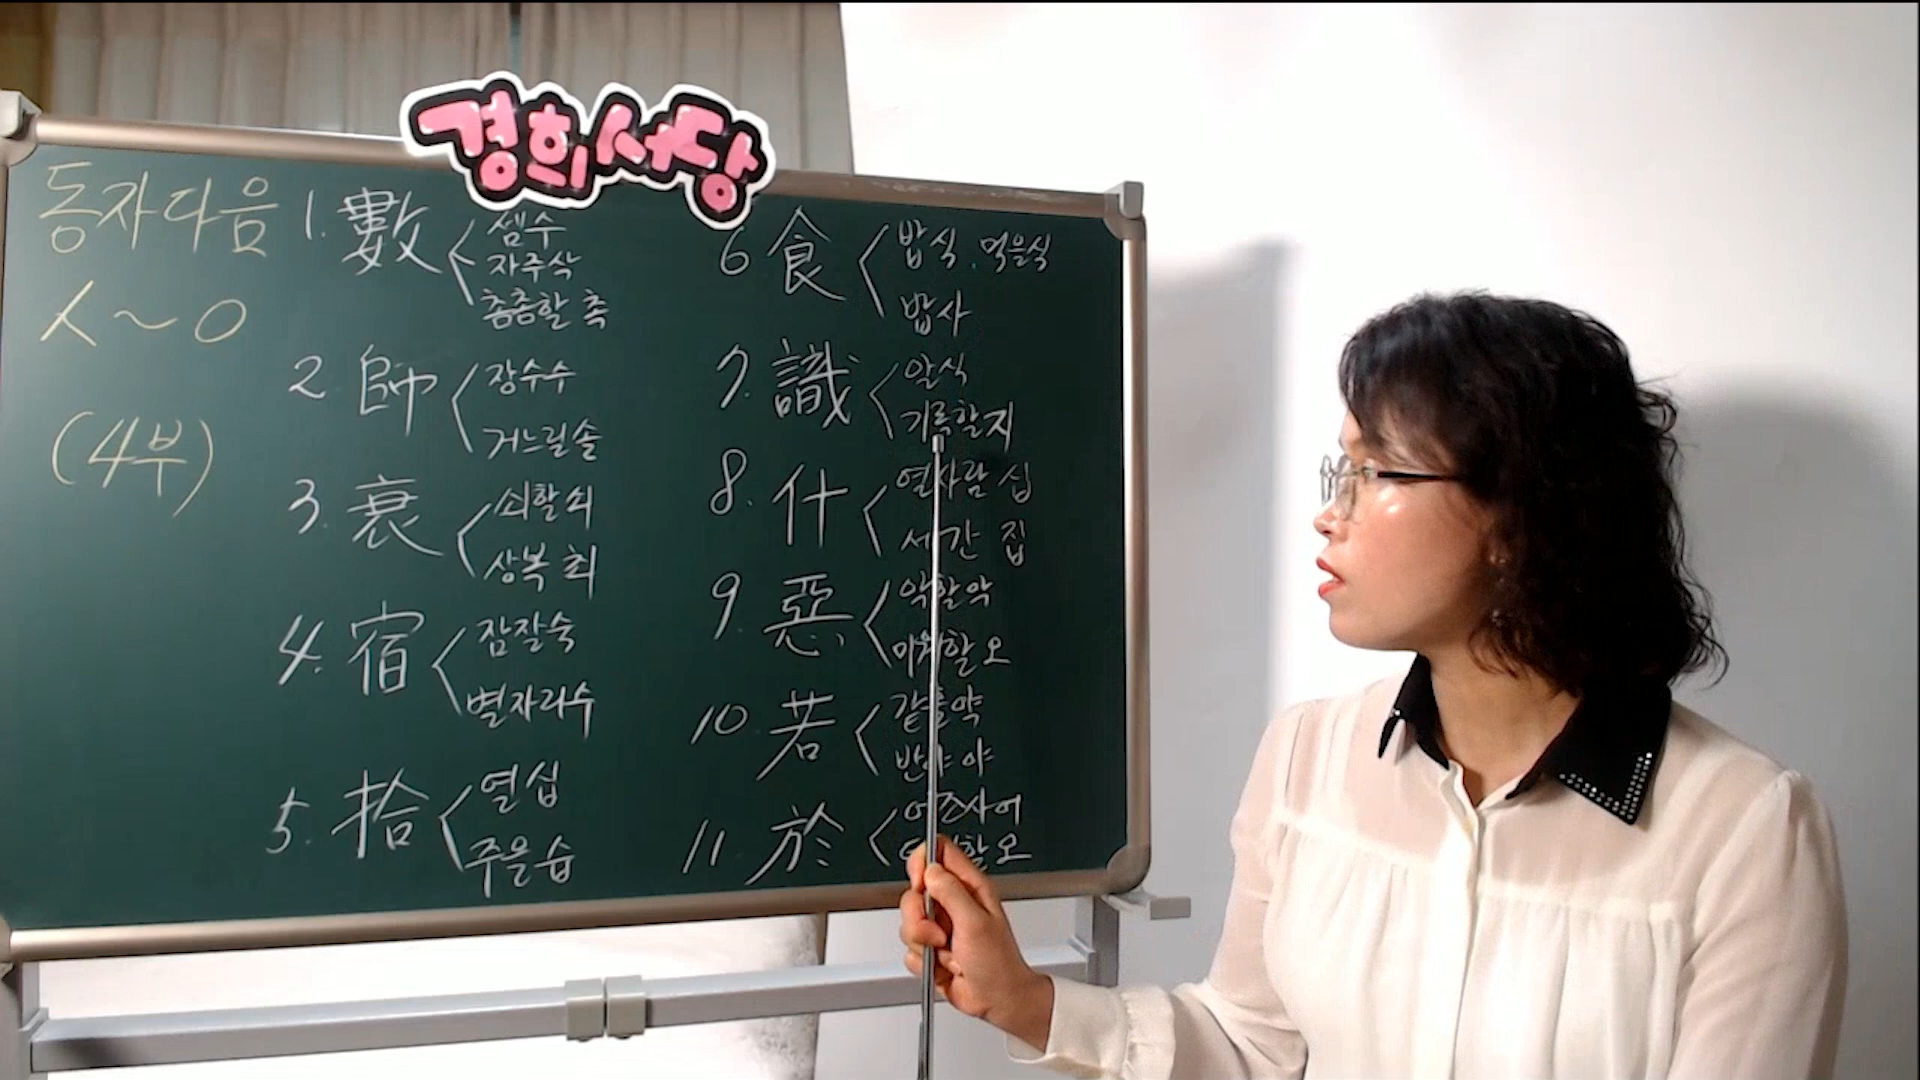 경희서당
동자다음
ㅅ~ㅇ
(4부)
1. 數 셈수
자주삭
촘촘할 촉
2 帥 장수수
거느릴솔
3. 衰 쇠할쇠
상복 최
4. 宿 잠잘숙
별자리수
5. 拾 열십
주을습
6 食 밥식. 먹을식
밥사
7. 識 알식
기록할지
8. 什 열사람 십
세간 집
9. 惡 악할악
미워할오
10. 若 같을약
반야 야
11 於 어조사어
할오